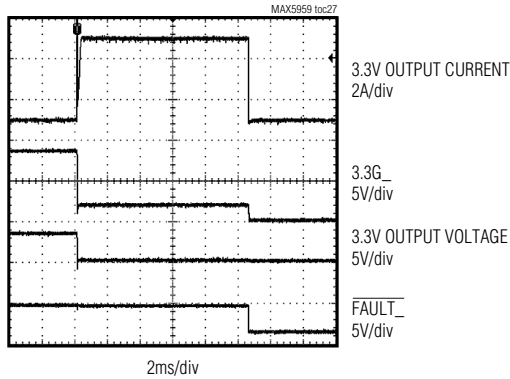 MAX5959 toc27
3.3V OUTPUT CURRENT
2A/div
3.3G_
5V/div
3.3V OUTPUT VOLTAGE
5V/div
FAULT_
5V/div
2ms/div